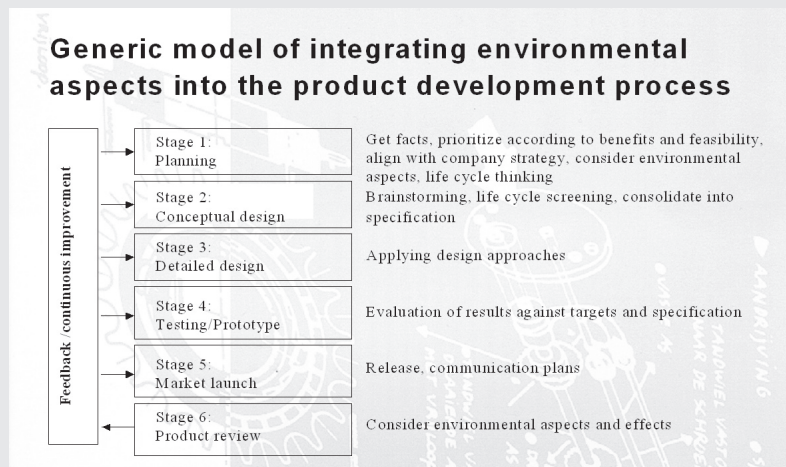 Generic model of integrating environmental
aspects into the product development process
Feedback /continuous improvement
Stage 1:
Planning
Get facts, prioritize according to benefits and feasibility,
align with company strategy, consider environmental
aspects, life cycle thinking
Stage 2:
Conceptual design
Brainstorming, life cycle screening, consolidate into
specification
Stage 3:
Detailed design
Applying design approaches
Stage 4:
Testing/Prototype
Evaluation of results against targets and specification
Stage 5:
Market launch
Release, communication plans
Stage 6:
Product review
Consider environmental aspects and effects
AANDRIJVING